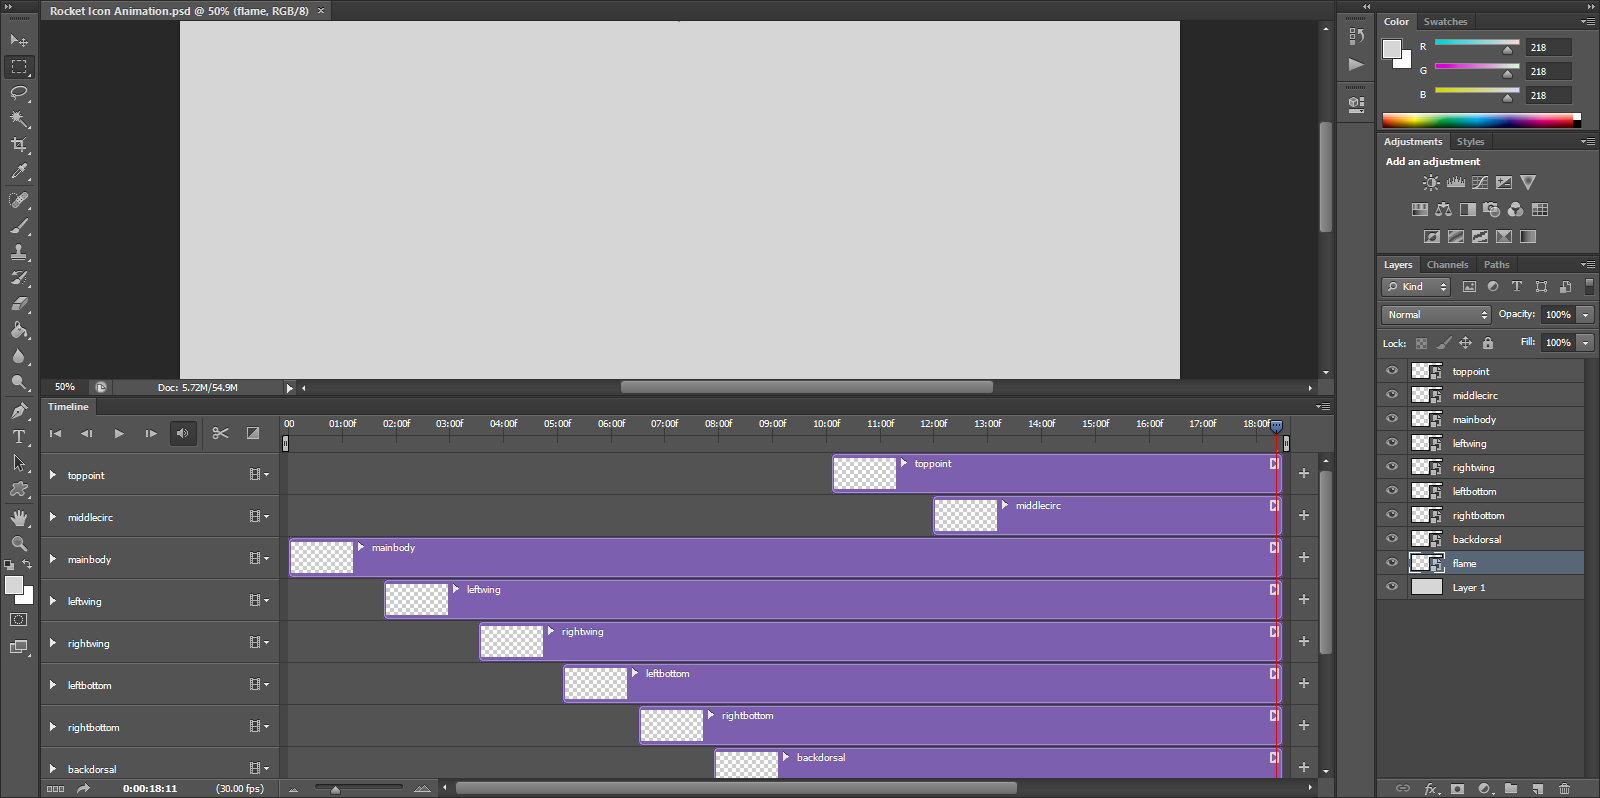 Rocket Icon Animation.psd @ 50% (flame, RGB/8) ×
50%
Doc: 5.72M/54.9M
Timeline
00 01:00f 02:00f 03:00f 04:00f 05:00f 06:00f 07:00f 08:00f 09:00f 10:00f 11:00f 12:00f 13:00f 14:00f 15:00f 16:00f 17:00f 18:00f
toppoint toppoint
middlecirc middlecirc
mainbody mainbody
leftwing leftwing
rightwing rightwing
leftbottom leftbottom
rightbottom rightbottom
backdorsal backdorsal
0:00:18:11 (30.00 fps)
Color Swatches
R 218
G 218
B 218
Adjustments Styles
Add an adjustment
Layers Channels Paths
Kind
Normal Opacity: 100%
Lock: Fill: 100%
toppoint
middlecirc
mainbody
leftwing
rightwing
leftbottom
rightbottom
backdorsal
flame
Layer 1
fx